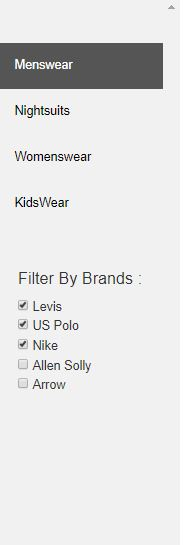 Menswear
Nightsuits
Womenswear
KidsWear
Filter By Brands :
Levis
US Polo
Nike
Allen Solly
Arrow